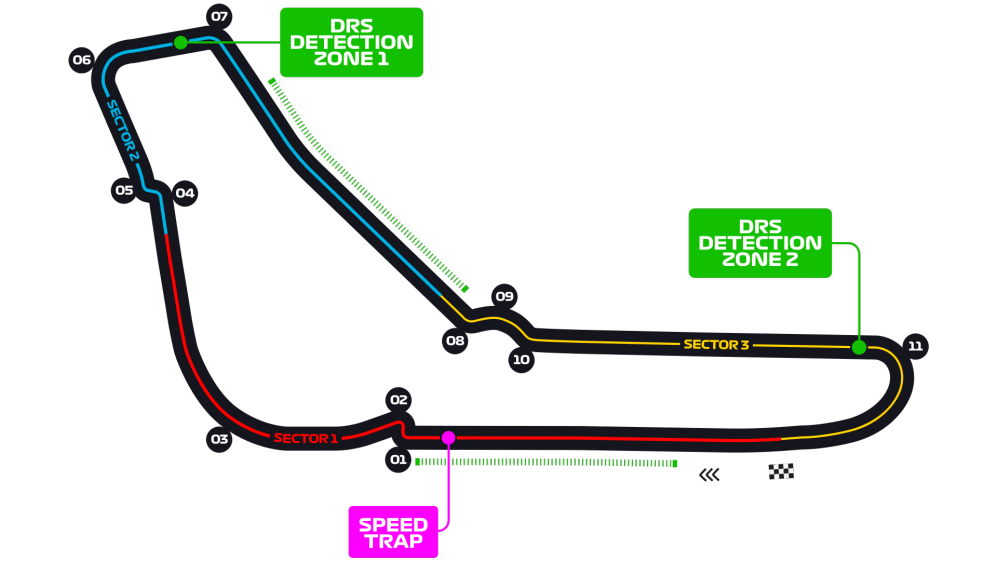 07
DRS
DETECTION
ZONE 1
06
SECTOR 2
05
04
DRS
DETECTION
ZONE 2
09
08
10
SECTOR 3
11
02
03
SECTOR 1
01
SPEED
TRAP